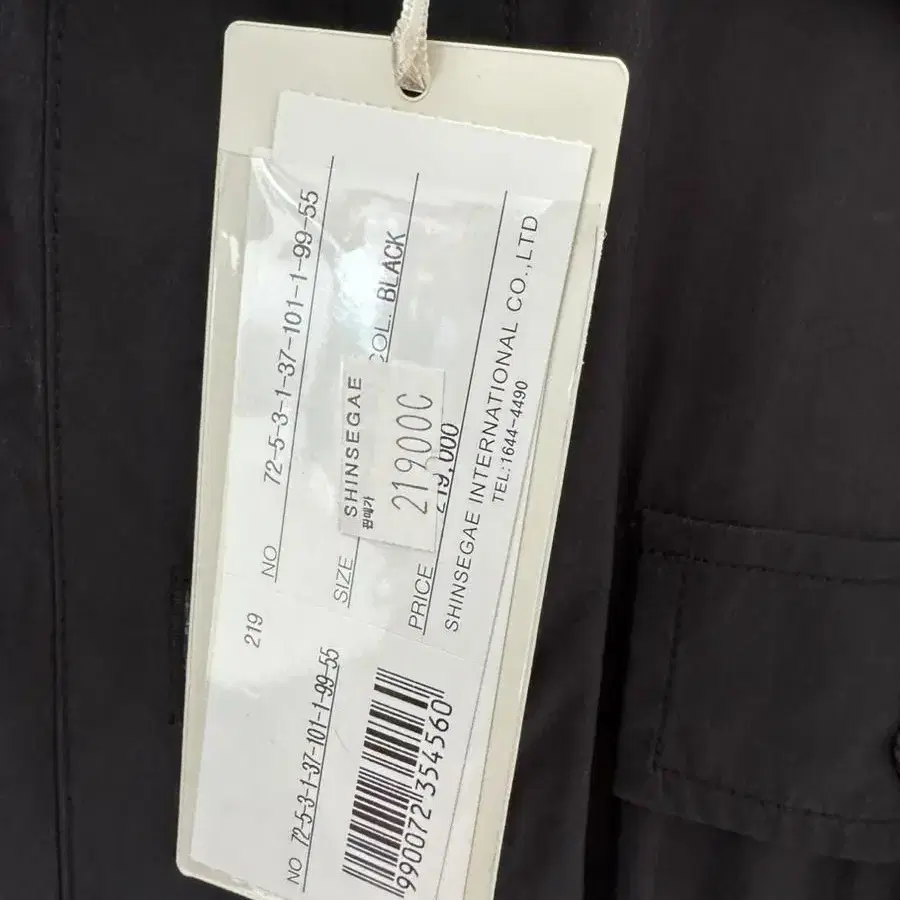 NO 72-5-3-1-37-101-1-99-55
SIZE COL. BLACK
SHINSEGAE
판매가
219000
PRICE 219,000
SHINSEGAE INTERNATIONAL CO.,LTD
TEL:1644-4490
219
NO 72-5-3-1-37-101-1-99-55
990072354560